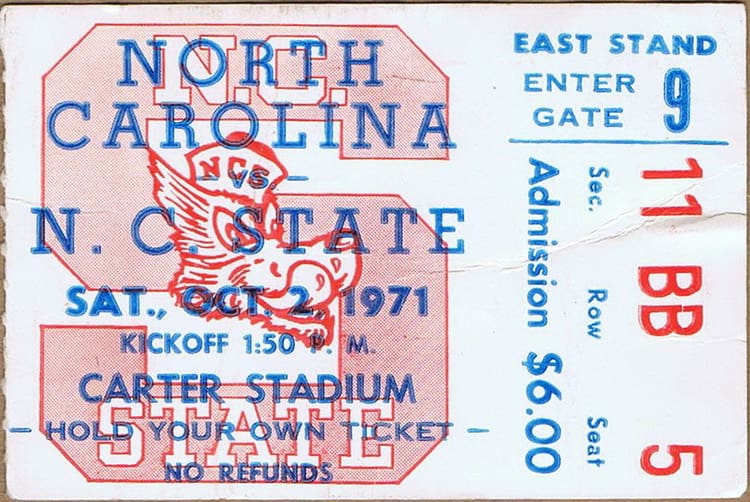 N.C.
NORTH
CAROLINA
NCS
- VS. -
N. C. STATE
SAT., OCT. 2, 1971
KICKOFF 1:50 P. M.
CARTER STADIUM
STATE
- HOLD YOUR OWN TICKET -
NO REFUNDS
EAST STAND
ENTER
GATE 9
Admission $6.00
Sec. 11
Row BB
Seat 5